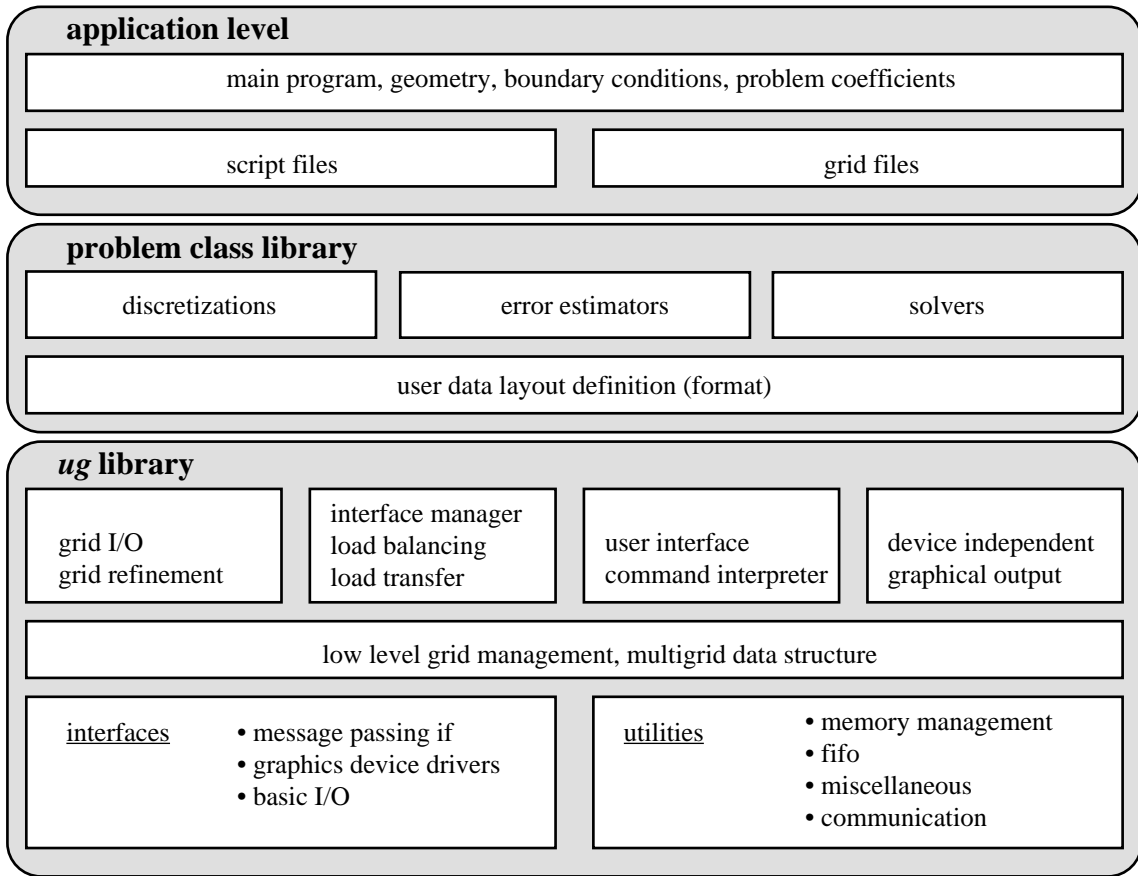 application level
main program, geometry, boundary conditions, problem coefficients
script files
grid files
problem class library
discretizations
error estimators
solvers
user data layout definition (format)
ug library
grid I/O
grid refinement
interface manager
load balancing
load transfer
user interface
command interpreter
device independent
graphical output
low level grid management, multigrid data structure
interfaces
• message passing if
• graphics device drivers
• basic I/O
utilities
• memory management
• fifo
• miscellaneous
• communication